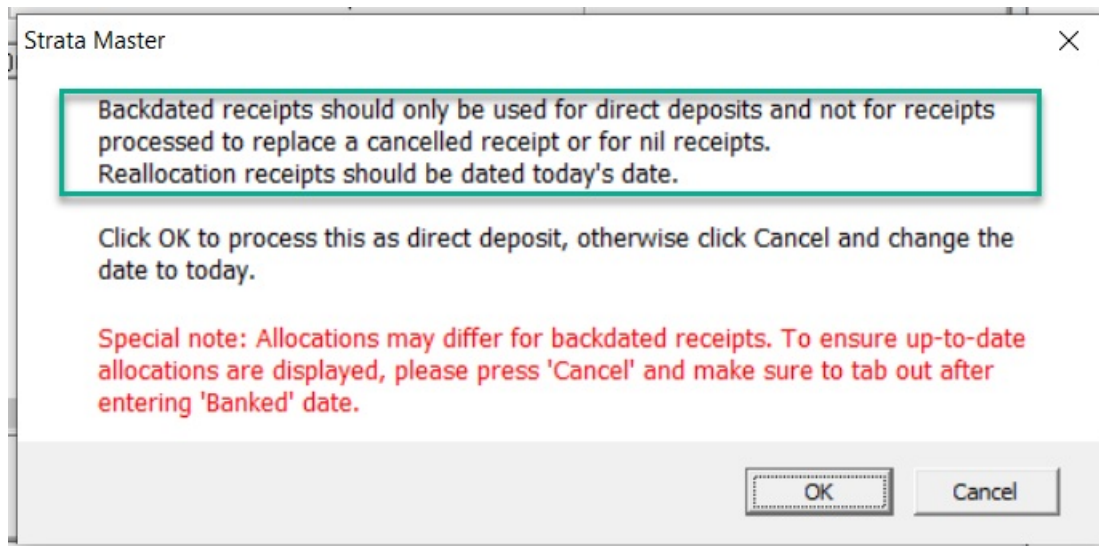 Strata Master
Backdated receipts should only be used for direct deposits and not for receipts
processed to replace a cancelled receipt or for nil receipts.
Reallocation receipts should be dated today's date.
Click OK to process this as direct deposit, otherwise click Cancel and change the
date to today.
Special note: Allocations may differ for backdated receipts. To ensure up-to-date
allocations are displayed, please press 'Cancel' and make sure to tab out after
entering 'Banked' date.
OK
Cancel